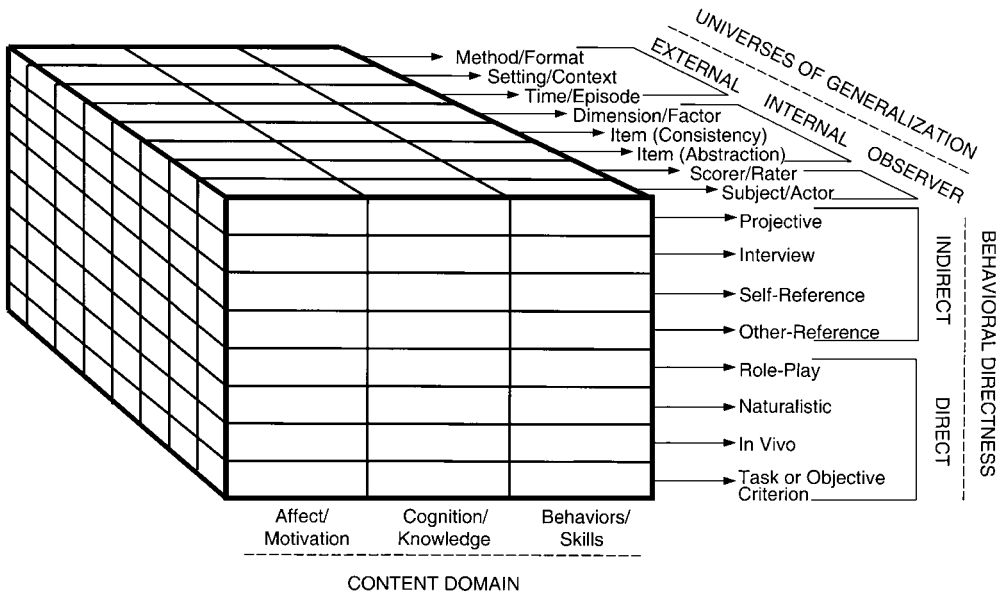 UNIVERSES OF GENERALIZATION
EXTERNAL
INTERNAL
OBSERVER
Method/Format
Setting/Context
Time/Episode
Dimension/Factor
Item (Consistency)
Item (Abstraction)
Scorer/Rater
Subject/Actor
Projective
Interview
Self-Reference
Other-Reference
INDIRECT
Role-Play
Naturalistic
In Vivo
Task or Objective
Criterion
DIRECT
BEHAVIORAL DIRECTNESS
Affect/
Motivation
Cognition/
Knowledge
Behaviors/
Skills
CONTENT DOMAIN